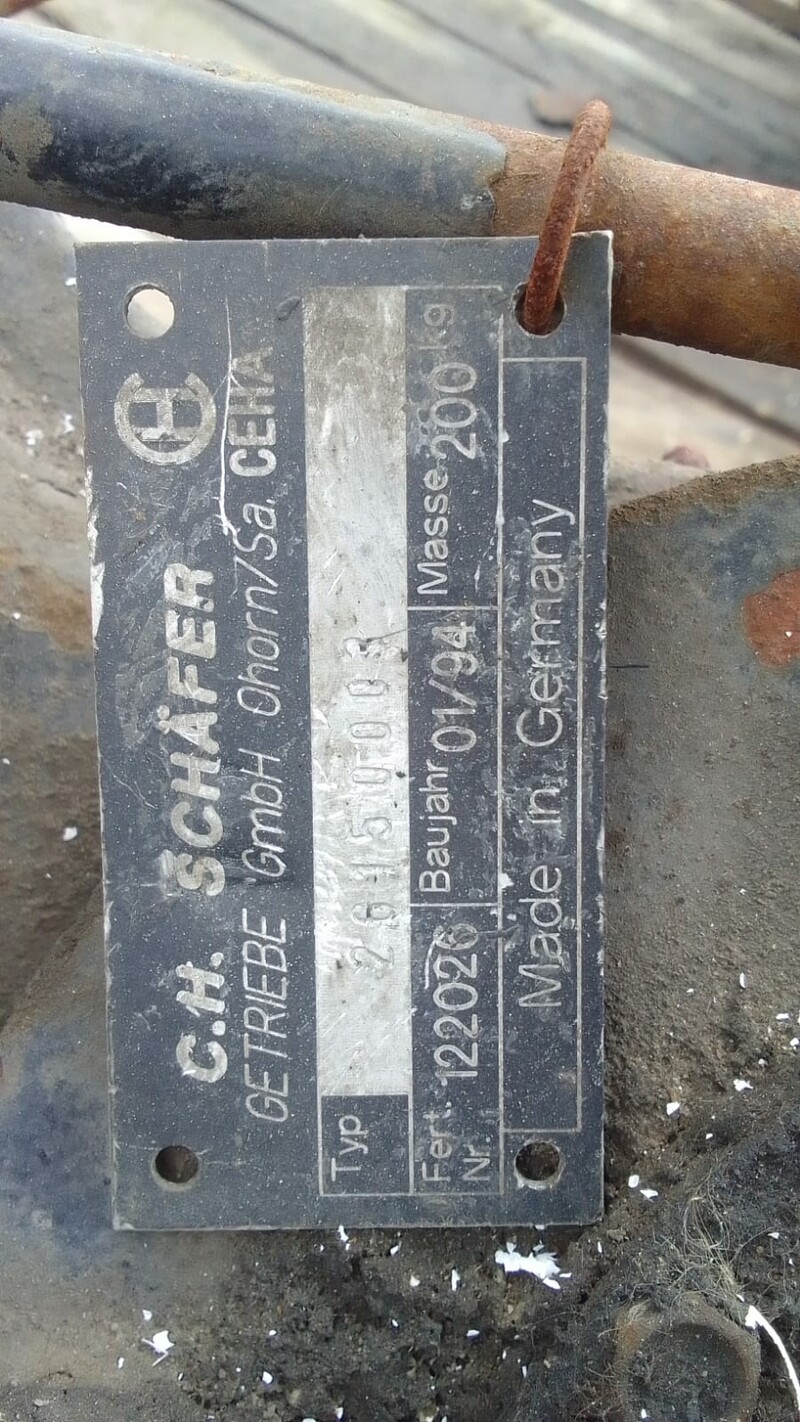 CH
C.H. SCHÄFER
GETRIEBE GmbH Ohorn/Sa. CEHA
Typ
Fert. Nr. 122026 Baujahr 01/94 Masse 200 kg
Made in Germany